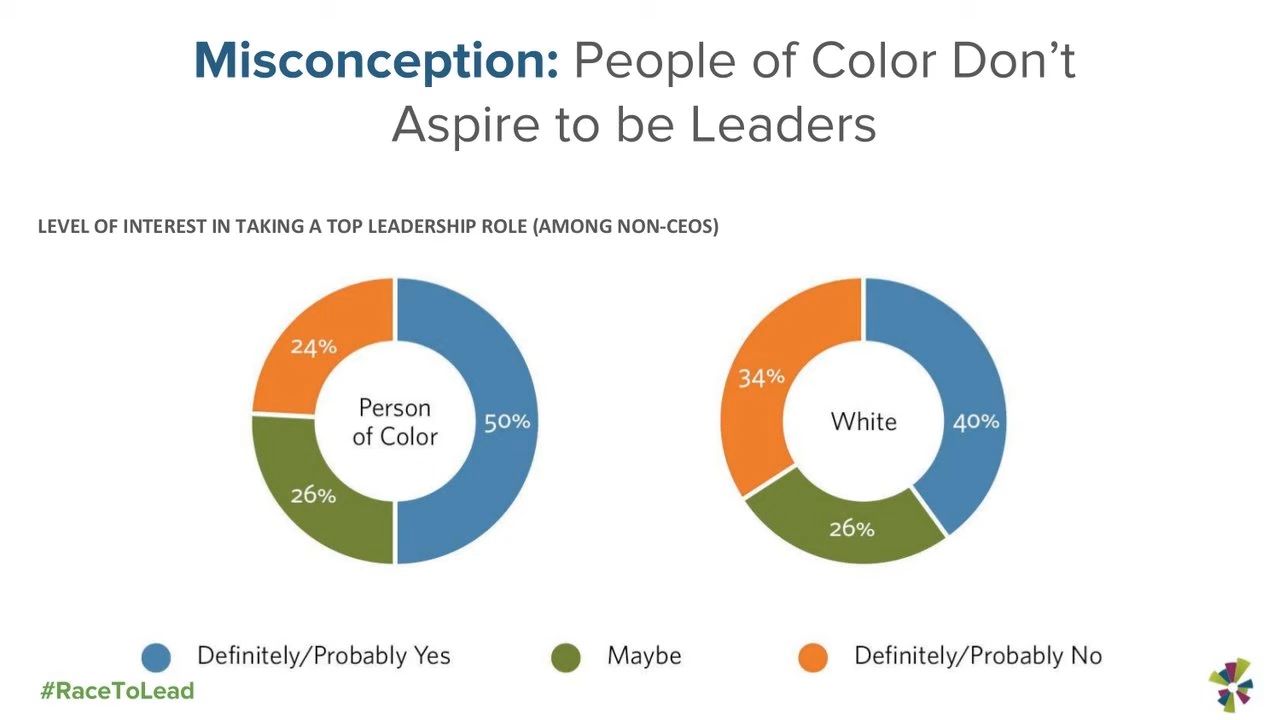 Misconception: People of Color Don’t
Aspire to be Leaders
LEVEL OF INTEREST IN TAKING A TOP LEADERSHIP ROLE (AMONG NON-CEOS)
24%
Person
of Color
50%
26%
34%
White
40%
26%
Definitely/Probably Yes
Maybe
Definitely/Probably No
#RaceToLead